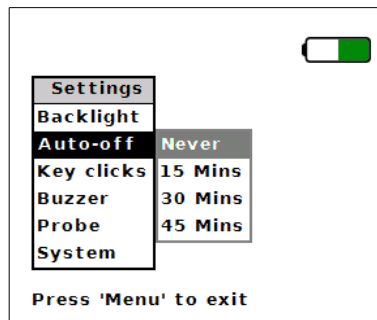 Settings
Backlight
Auto-off
Never
Key clicks
15 Mins
Buzzer
30 Mins
Probe
45 Mins
System
Press 'Menu' to exit